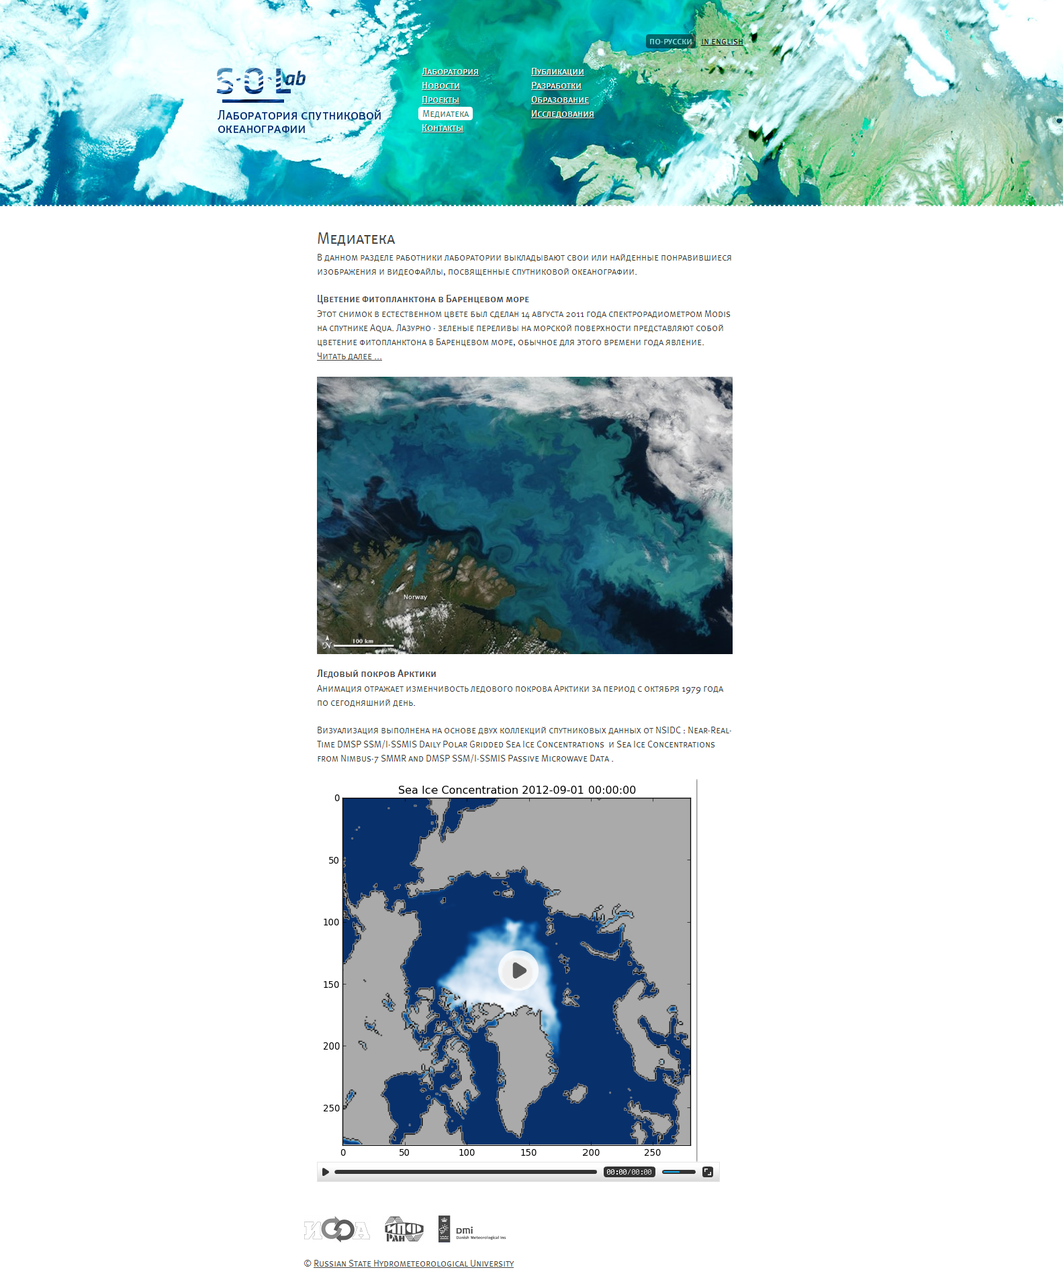 ПО-РУССКИ IN ENGLISH
SOLab
Лаборатория спутниковой
океанографии
Лаборатория
Новости
Проекты
Медиатека
Контакты
Публикации
Разработки
Образование
Исследования
Медиатека
В данном разделе работники лаборатории выкладывают свои или найденные понравившиеся
изображения и видеофайлы, посвященные спутниковой океанографии.
Цветение фитопланктона в Баренцевом море
Этот снимок в естественном цвете был сделан 14 августа 2011 года спектрорадиометром Modis
на спутнике Aqua. Лазурно - зеленые переливы на морской поверхности представляют собой
цветение фитопланктона в Баренцевом море, обычное для этого времени года явление.
Читать далее ...
Norway
N 100 km
Ледовый покров Арктики
Анимация отражает изменчивость ледового покрова Арктики за период с октября 1979 года
по сегодняшний день.
Визуализация выполнена на основе двух коллекций спутниковых данных от NSIDC : Near-Real-
Time DMSP SSM/I-SSMIS Daily Polar Gridded Sea Ice Concentrations и Sea Ice Concentrations
from Nimbus-7 SMMR and DMSP SSM/I-SSMIS Passive Microwave Data .
Sea Ice Concentration 2012-09-01 00:00:00
0
50
100
150
200
250
0 50 100 150 200 250
00:00/00:00
ИФА
ИПФ
РАН
DMI
Danish Meteorological Ins
© Russian State Hydrometeorological University